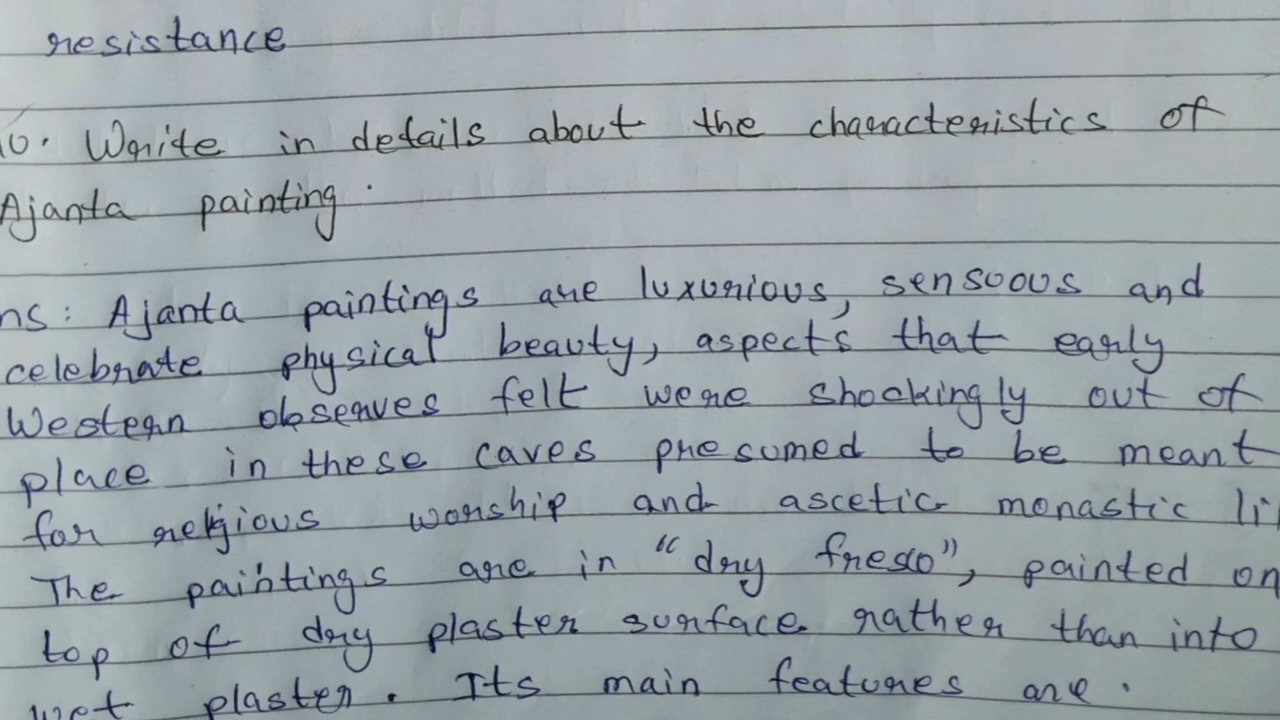 resistance
10. Write in details about the characteristics of
Ajanta painting.
ns: Ajanta paintings are luxurious, sensoous and
celebrate physical beauty, aspects that early
Western observes felt were shockingly out of
place in these caves presumed to be meant
for religious worship and ascetic monastic li
The paintings are in "dry fresco", painted on
top of dry plaster surface rather than into
wet plaster. Its main features are.